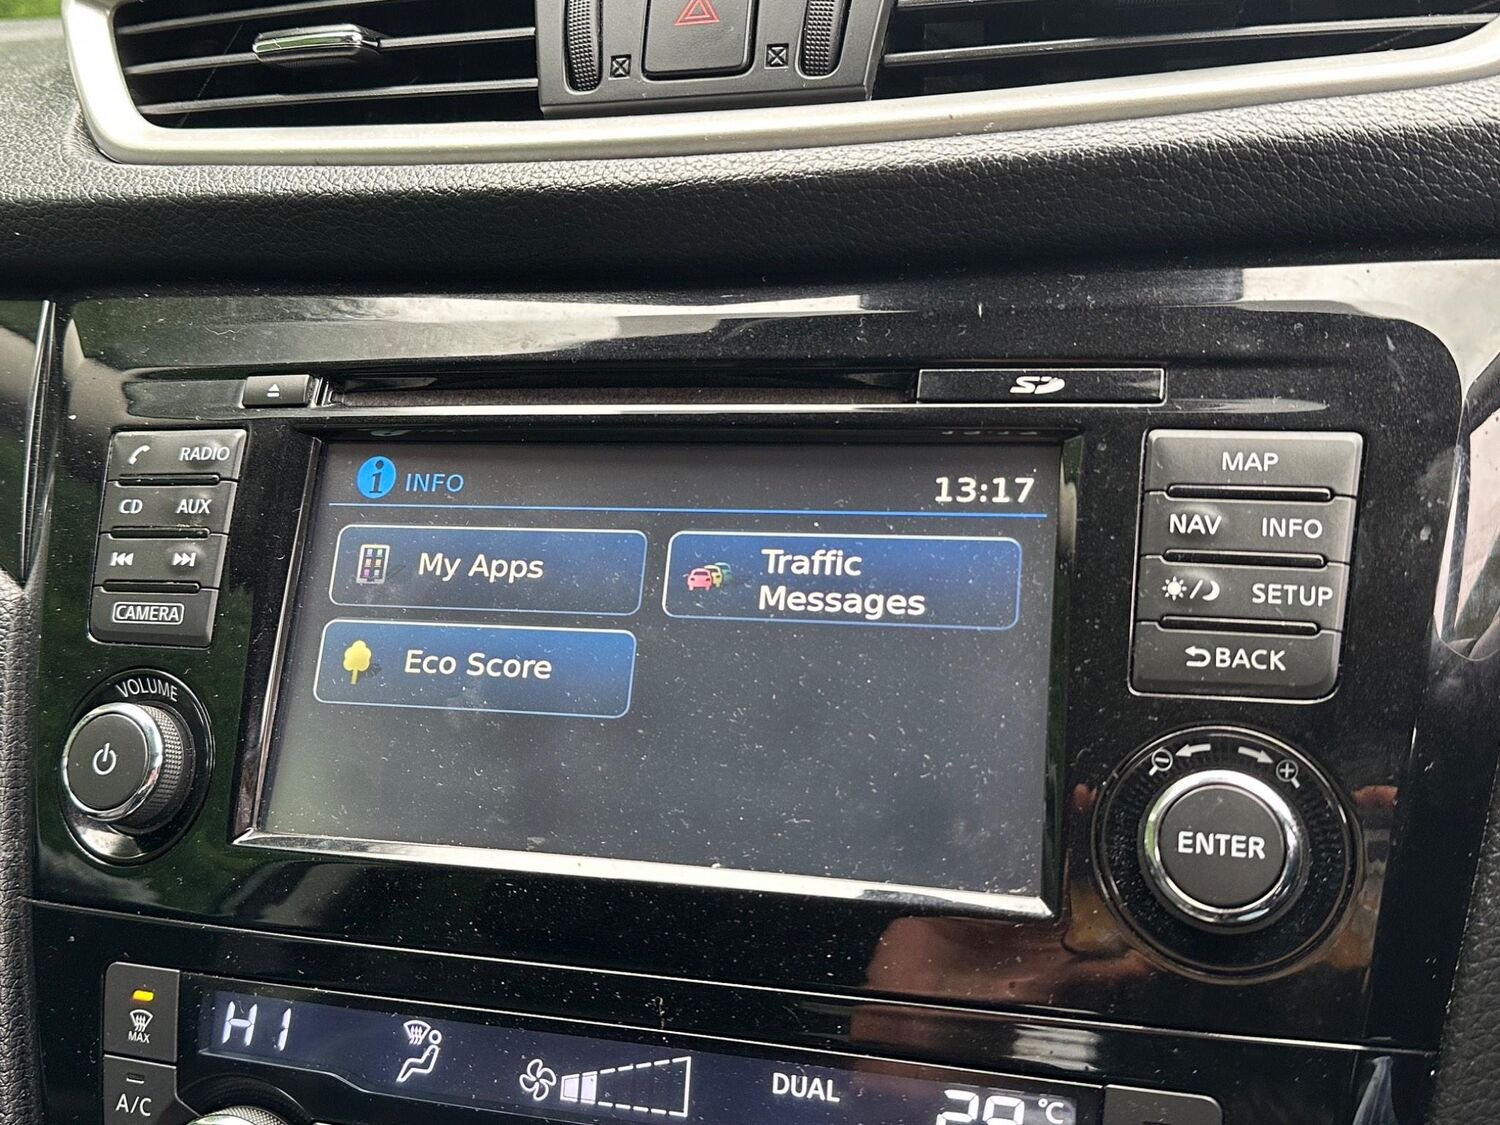 SD
RADIO
CD AUX
CAMERA
VOLUME
INFO
13:17
My Apps
Traffic
Messages
Eco Score
MAP
NAV INFO
SETUP
BACK
ENTER
MAX
A/C
HI
DUAL
°C